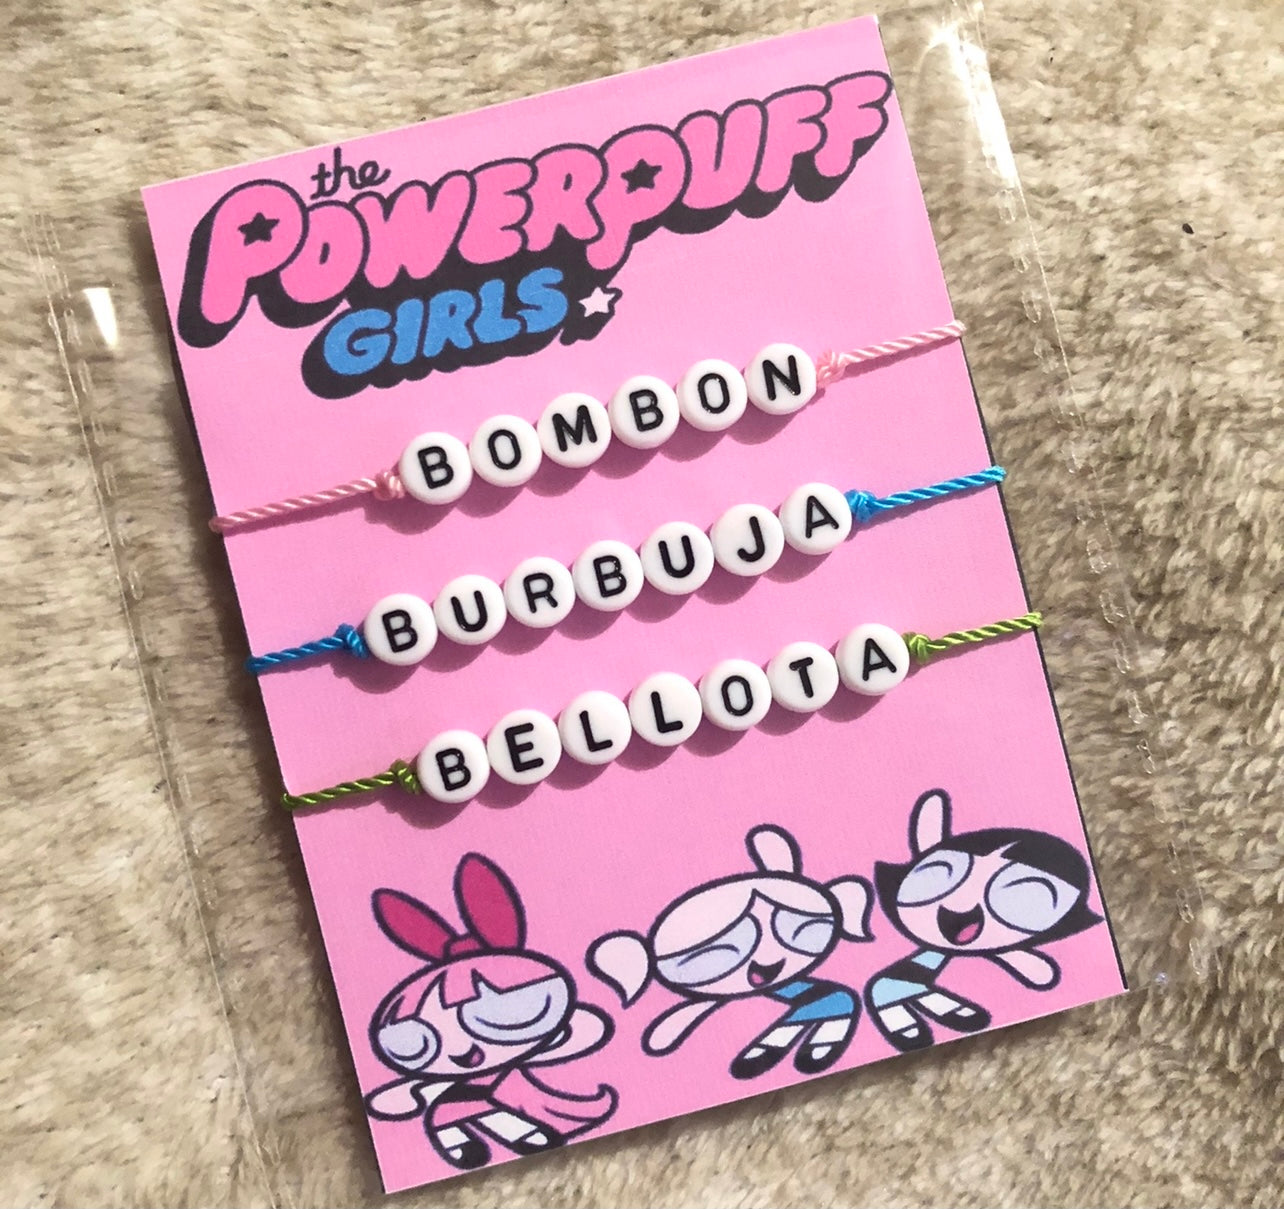 the
POWERPUFF
GIRLS
BOMBON
BURBUJA
BELLOTA